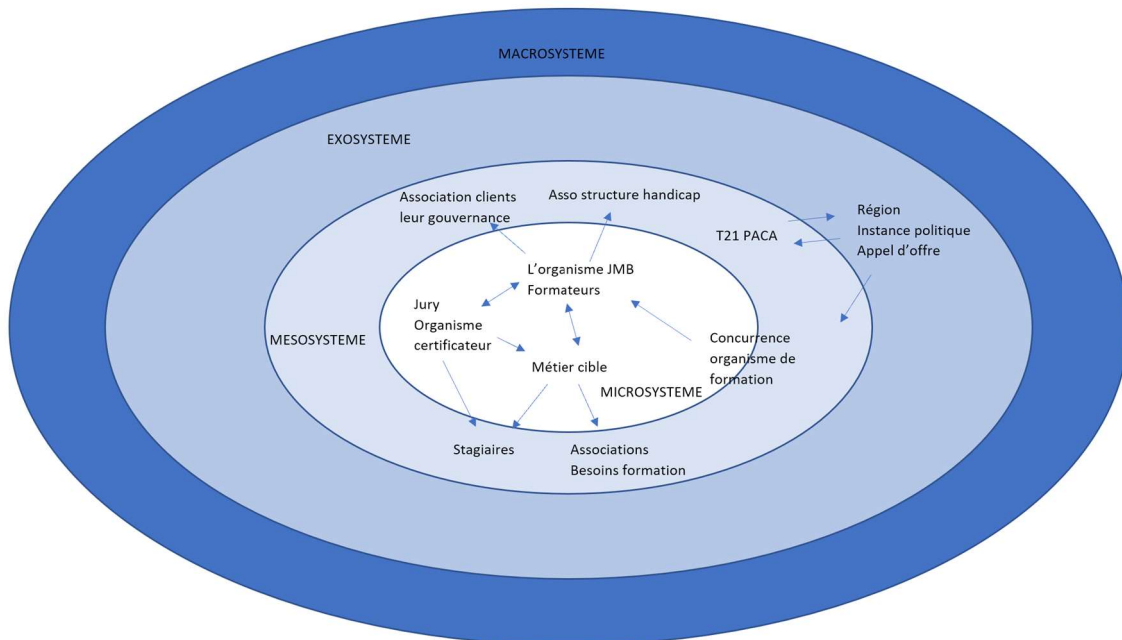 MACROSYSTEME
EXOSYSTEME
Association clients
leur gouvernance
Asso structure handicap
T21 PACA
Région
Instance politique
Appel d’offre
L’organisme JMB
Formateurs
Jury
Organisme
certificateur
MESOSYSTEME
Métier cible
Concurrence
organisme de
formation
MICROSYSTEME
Stagiaires
Associations
Besoins formation